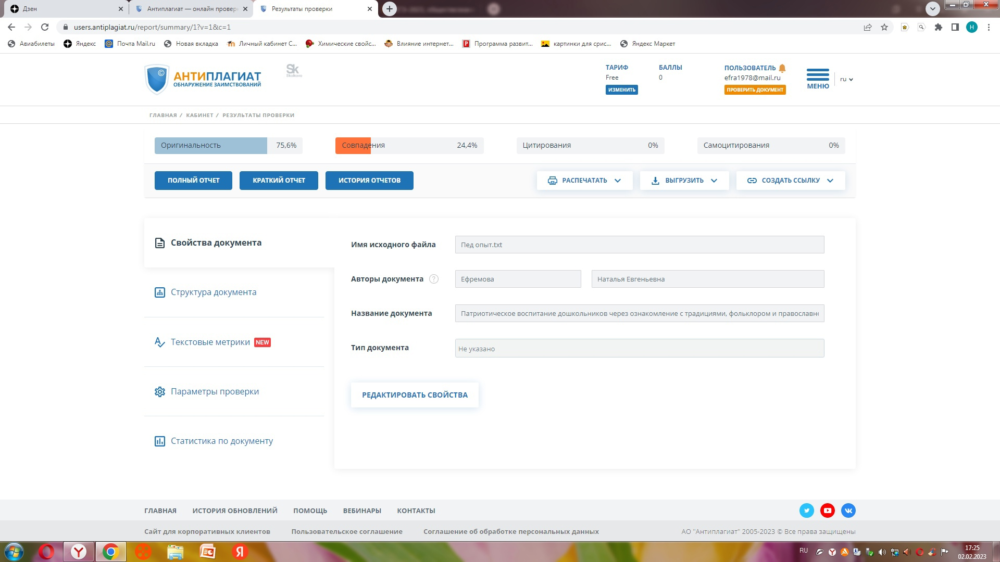 Дзен
Антиплагиат — онлайн провер
Результаты проверки
users.antiplagiat.ru/report/summary/1?v=1&c=1
Н
Авиабилеты
Яндекс
Почта Mail.ru
Новая вкладка
Личный кабинет С...
Химические свойс...
Влияние интернет...
Программа развит...
картинки для срис...
Яндекс Маркет
АНТИПЛАГИАТ
ОБНАРУЖЕНИЕ ЗАИМСТВОВАНИЙ
Sk
Skolkovo
ТАРИФ
Free
ИЗМЕНИТЬ
БАЛЛЫ
0
ПОЛЬЗОВАТЕЛЬ
efra1978@mail.ru
ПРОВЕРИТЬ ДОКУМЕНТ
МЕНЮ
ru
ГЛАВНАЯ / КАБИНЕТ / РЕЗУЛЬТАТЫ ПРОВЕРКИ
Оригинальность 75,6%
Совпадения 24,4%
Цитирования 0%
Самоцитирования 0%
ПОЛНЫЙ ОТЧЕТ
КРАТКИЙ ОТЧЕТ
ИСТОРИЯ ОТЧЕТОВ
РАСПЕЧАТАТЬ
ВЫГРУЗИТЬ
СОЗДАТЬ ССЫЛКУ
Свойства документа
Структура документа
Текстовые метрики NEW
Параметры проверки
Статистика по документу
Имя исходного файла
Пед опыт.txt
Авторы документа ?
Ефремова
Наталья Евгеньевна
Название документа
Патриотическое воспитание дошкольников через ознакомление с традициями, фольклором и православн
Тип документа
Не указано
РЕДАКТИРОВАТЬ СВОЙСТВА
ГЛАВНАЯ
ИСТОРИЯ ОБНОВЛЕНИЙ
ПОМОЩЬ
ВЕБИНАРЫ
КОНТАКТЫ
Сайт для корпоративных клиентов
Пользовательское соглашение
Соглашение об обработке персональных данных
АО "Антиплагиат" 2005-2023 © Все права защищены
RU
17:25
02.02.2023